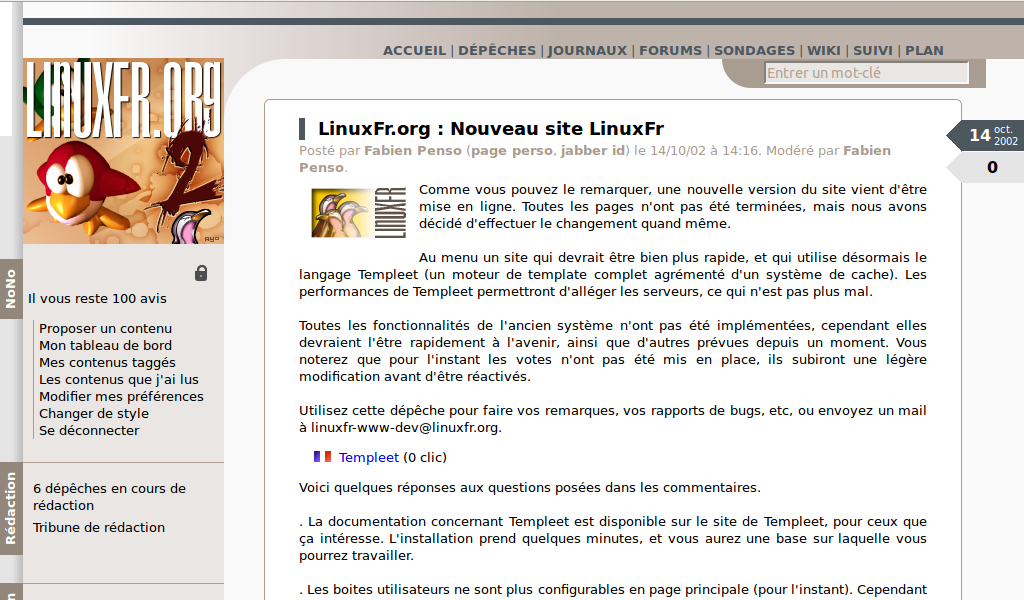 ACCUEIL | DÉPÊCHES | JOURNAUX | FORUMS | SONDAGES | WIKI | SUIVI | PLAN
Entrer un mot-clé
LINUXFR.ORG
2
Ayo
NoNo
Il vous reste 100 avis
Proposer un contenu
Mon tableau de bord
Mes contenus taggés
Les contenus que j'ai lus
Modifier mes préférences
Changer de style
Se déconnecter
Rédaction
6 dépêches en cours de
rédaction
Tribune de rédaction
LinuxFr.org : Nouveau site LinuxFr
14 oct.
2002
0
Posté par Fabien Penso (page perso, jabber id) le 14/10/02 à 14:16. Modéré par Fabien
Penso.
LINUXFR
Comme vous pouvez le remarquer, une nouvelle version du site vient d'être
mise en ligne. Toutes les pages n'ont pas été terminées, mais nous avons
décidé d'effectuer le changement quand même.
Au menu un site qui devrait être bien plus rapide, et qui utilise désormais le
langage Templeet (un moteur de template complet agrémenté d'un système de cache). Les
performances de Templeet permettront d'alléger les serveurs, ce qui n'est pas plus mal.
Toutes les fonctionnalités de l'ancien système n'ont pas été implémentées, cependant elles
devraient l'être rapidement à l'avenir, ainsi que d'autres prévues depuis un moment. Vous
noterez que pour l'instant les votes n'ont pas été mis en place, ils subiront une légère
modification avant d'être réactivés.
Utilisez cette dépêche pour faire vos remarques, vos rapports de bugs, etc, ou envoyez un mail
à linuxfr-www-dev@linuxfr.org.
Templeet (0 clic)
Voici quelques réponses aux questions posées dans les commentaires.
. La documentation concernant Templeet est disponible sur le site de Templeet, pour ceux que
ça intéresse. L'installation prend quelques minutes, et vous aurez une base sur laquelle vous
pourrez travailler.
. Les boites utilisateurs ne sont plus configurables en page principale (pour l'instant). Cependant